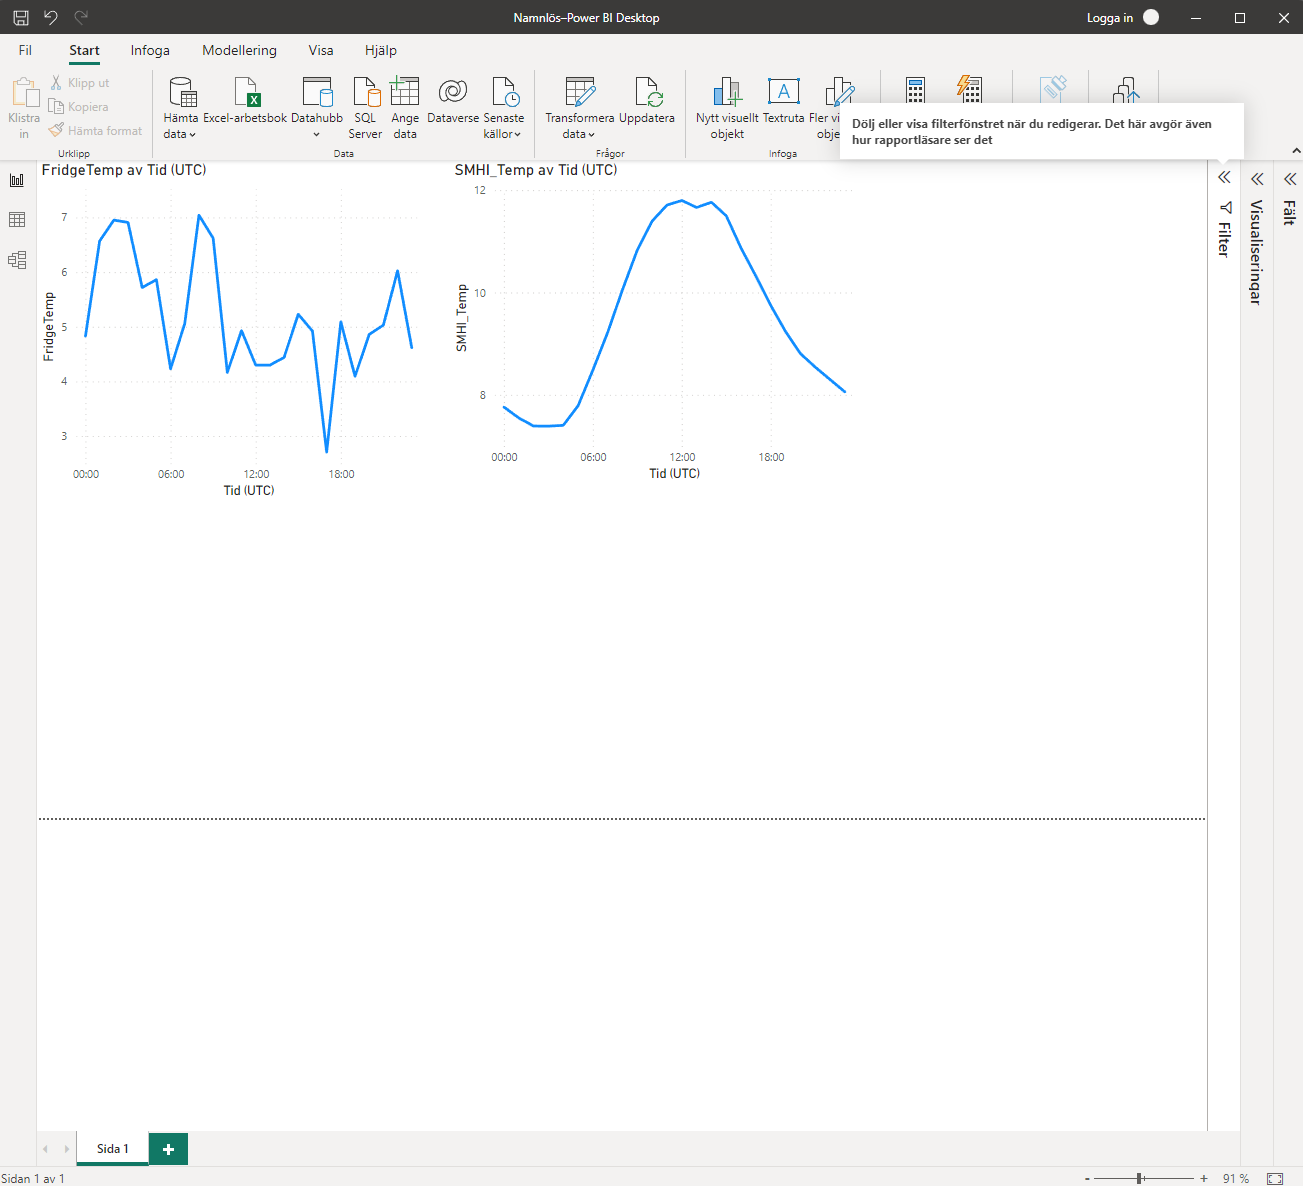 Namnlös–Power BI Desktop
Logga in
Fil
Start
Infoga
Modellering
Visa
Hjälp
Klistra
in
Klipp ut
Kopiera
Hämta format
Urklipp
Hämta
data
Excel-arbetsbok
Datahubb
SQL
Server
Ange
data
Dataverse
Senaste
källor
Data
Transformera
data
Uppdatera
Frågor
Nytt visuellt
objekt
Textruta
Fler
Infoga
Dölj eller visa filterfönstret när du redigerar. Det här avgör även
hur rapportläsare ser det
FridgeTemp av Tid (UTC)
7
6
5
4
3
FridgeTemp
00:00
06:00
12:00
18:00
Tid (UTC)
SMHI_Temp av Tid (UTC)
12
10
8
SMHI_Temp
00:00
06:00
12:00
18:00
Tid (UTC)
Filter
Visualiseringar
Fält
Sida 1
Sidan 1 av 1
- +
91 %